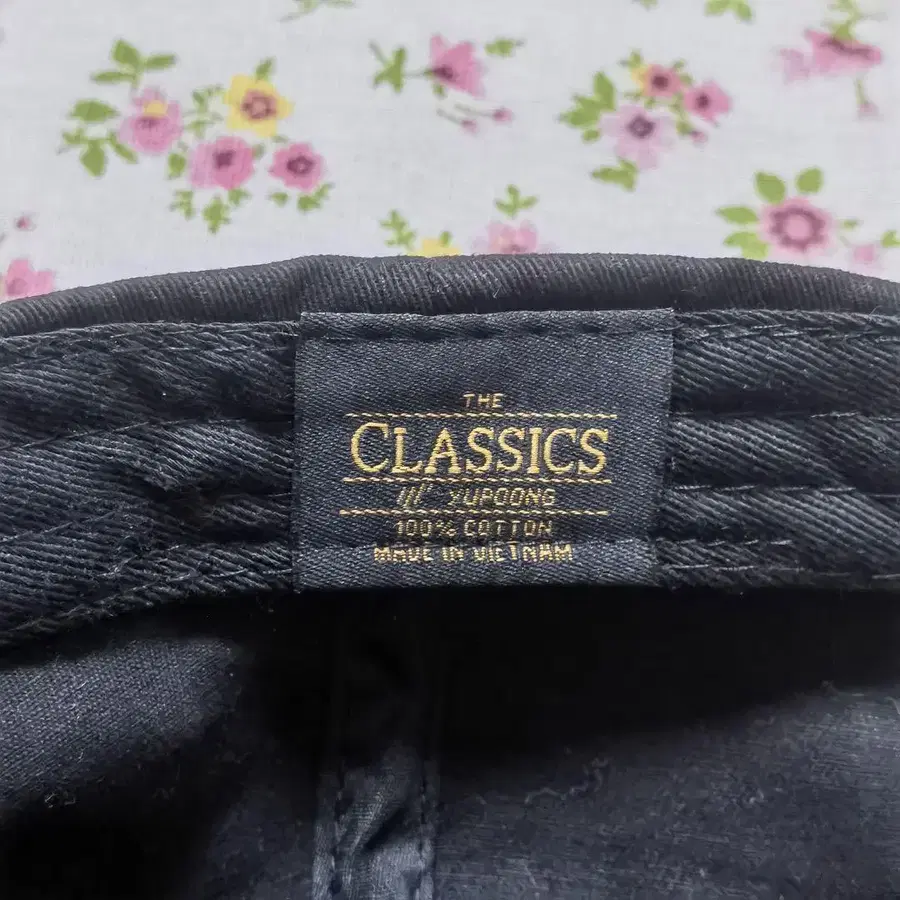 THE
CLASSICS
YUPOONG
100% COTTON
MADE IN VIETNAM